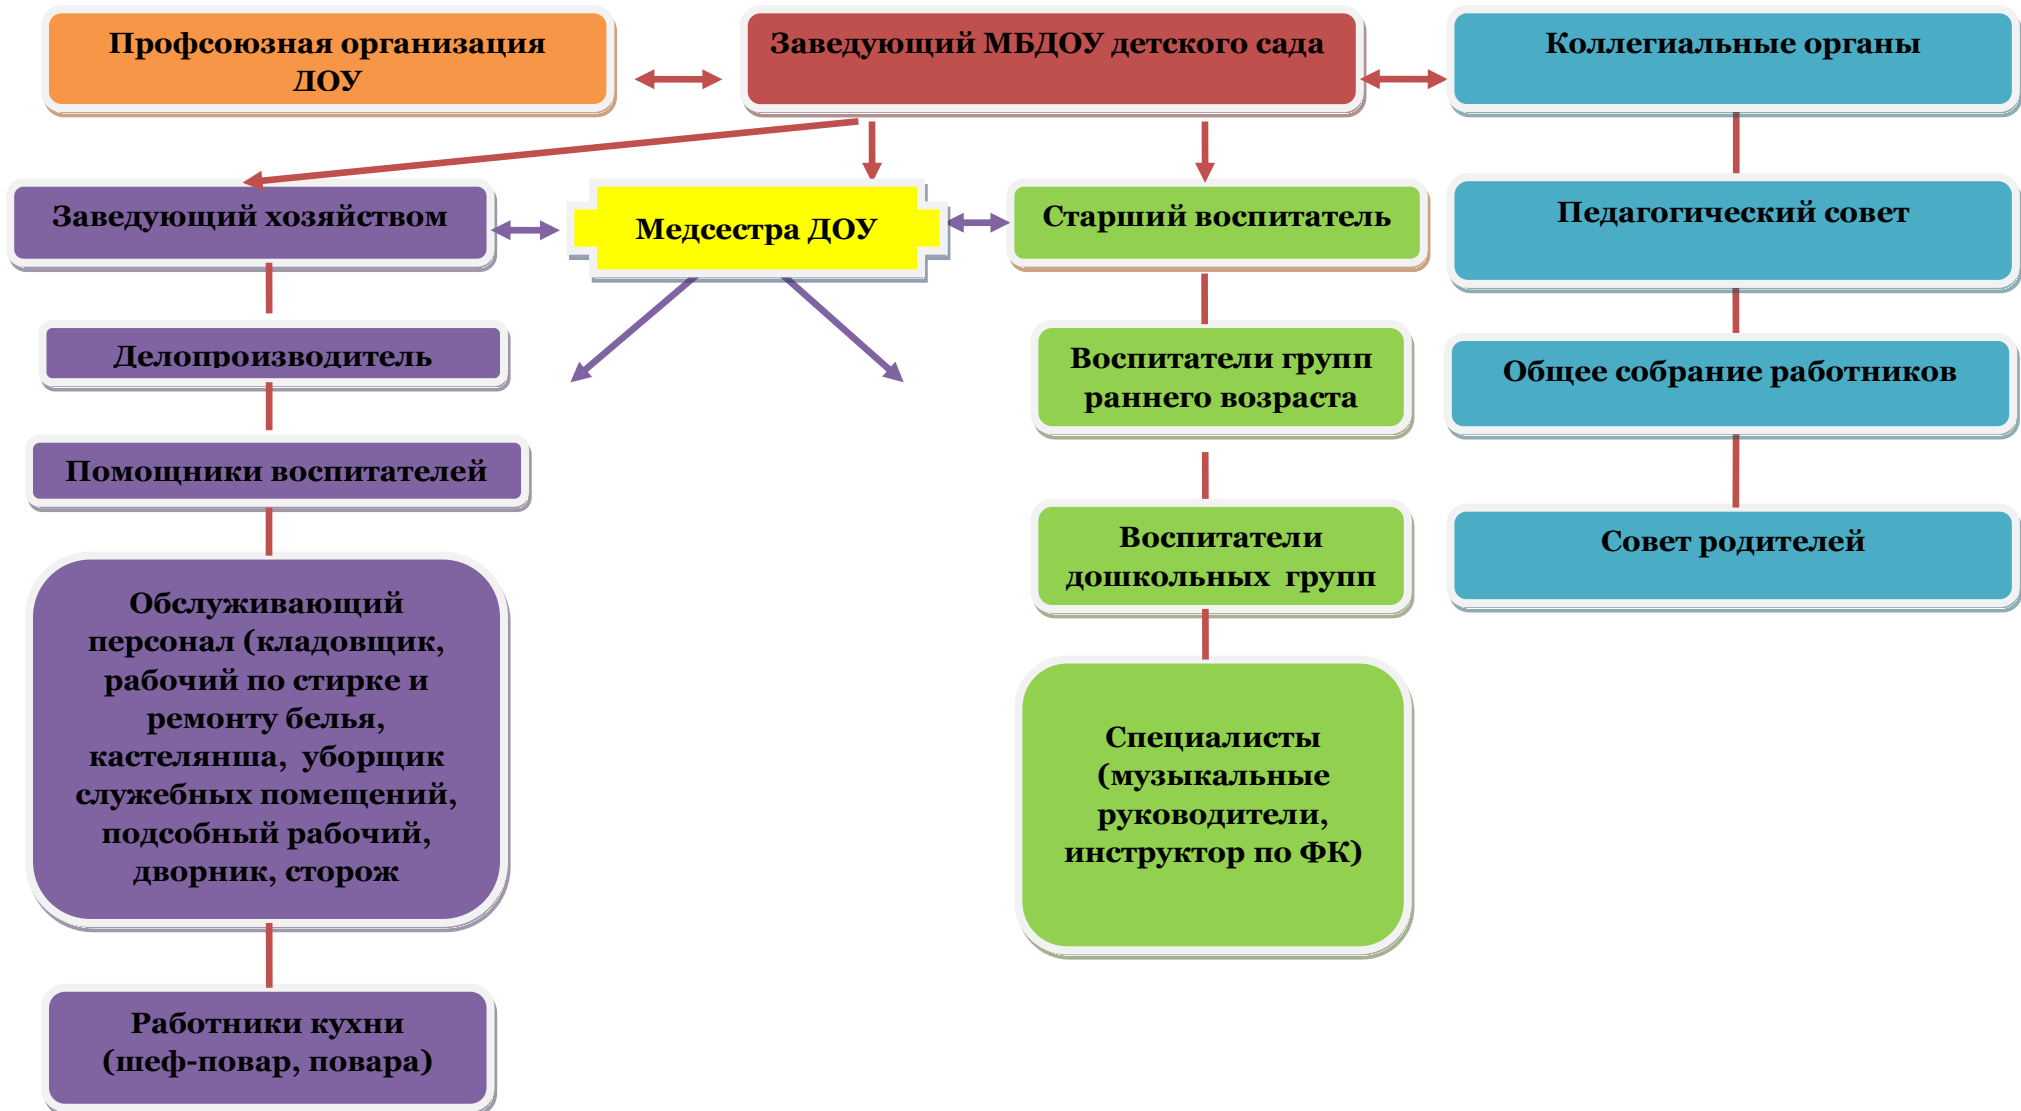 Профсоюзная организация
ДОУ
Заведующий МБДОУ детского сада
Коллегиальные органы
Заведующий хозяйством
Медсестра ДОУ
Старший воспитатель
Педагогический совет
Делопроизводитель
Воспитатели групп
раннего возраста
Общее собрание работников
Помощники воспитателей
Воспитатели
дошкольных  групп
Совет родителей
Обслуживающий
персонал (кладовщик,
рабочий по стирке и
ремонту белья,
кастелянша,  уборщик
служебных помещений,
подсобный рабочий,
дворник, сторож
Специалисты
(музыкальные
руководители,
инструктор по ФК)
Работники кухни
(шеф-повар, повара)